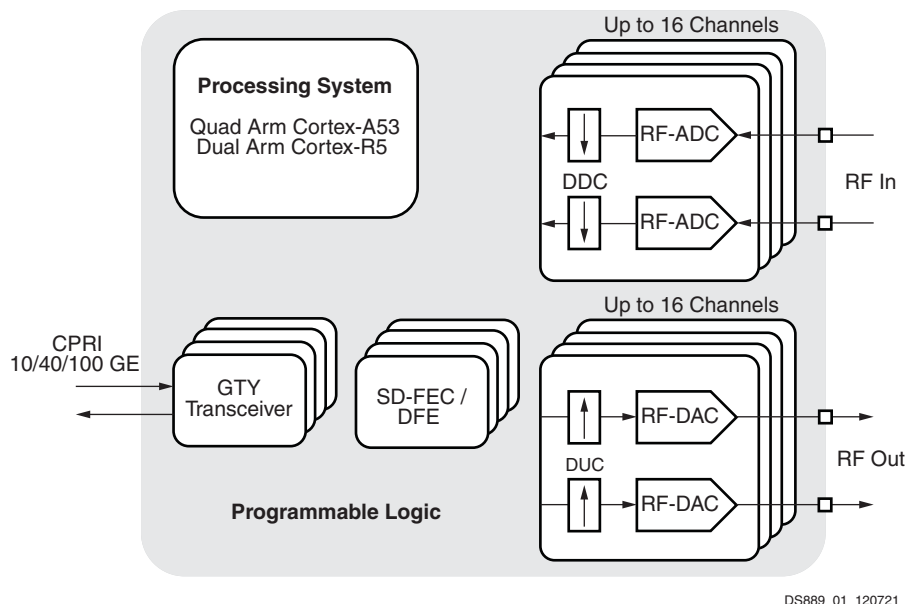 Up to 16 Channels
Processing System
Quad Arm Cortex-A53
Dual Arm Cortex-R5
RF-ADC
DDC
RF-ADC
RF In
Up to 16 Channels
CPRI
10/40/100 GE
GTY
Transceiver
SD-FEC /
DFE
RF-DAC
DUC
RF-DAC
RF Out
Programmable Logic
DS889_01_120721